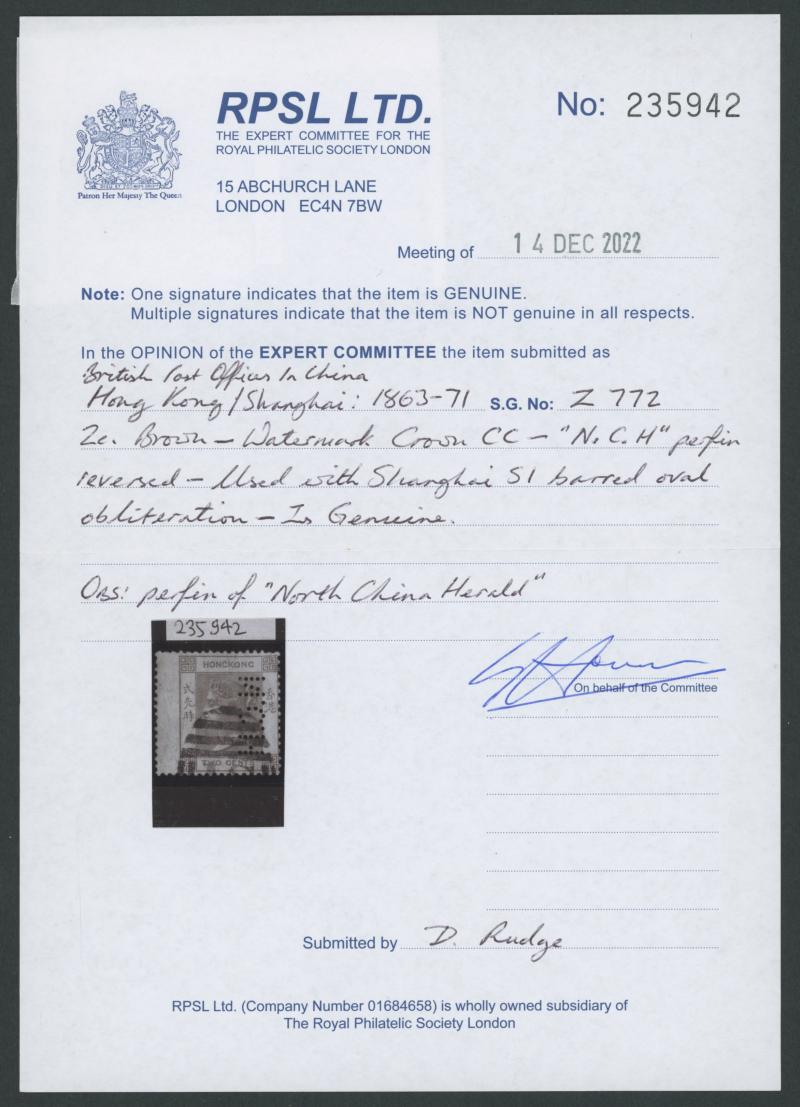 RPSL LTD.
THE EXPERT COMMITTEE FOR THE
ROYAL PHILATELIC SOCIETY LONDON
15 ABCHURCH LANE
LONDON EC4N 7BW
Patron Her Majesty The Queen
No: 235942
Meeting of 14 DEC 2022
Note: One signature indicates that the item is GENUINE.
Multiple signatures indicate that the item is NOT genuine in all respects.
In the OPINION of the EXPERT COMMITTEE the item submitted as
British Post Offices In China
Hong Kong/Shanghai: 1863-71 S.G. No: Z 772
2c. Brown – Watermark Crown CC – "N.C.H" perfin
reversed – Used with Shanghai S1 barred oval
obliteration – Is Genuine.
Obs: perfin of "North China Herald"
235942
HONGKONG
香港
TWO CENTS
On behalf of the Committee
Submitted by D. Rudge
RPSL Ltd. (Company Number 01684658) is wholly owned subsidiary of
The Royal Philatelic Society London